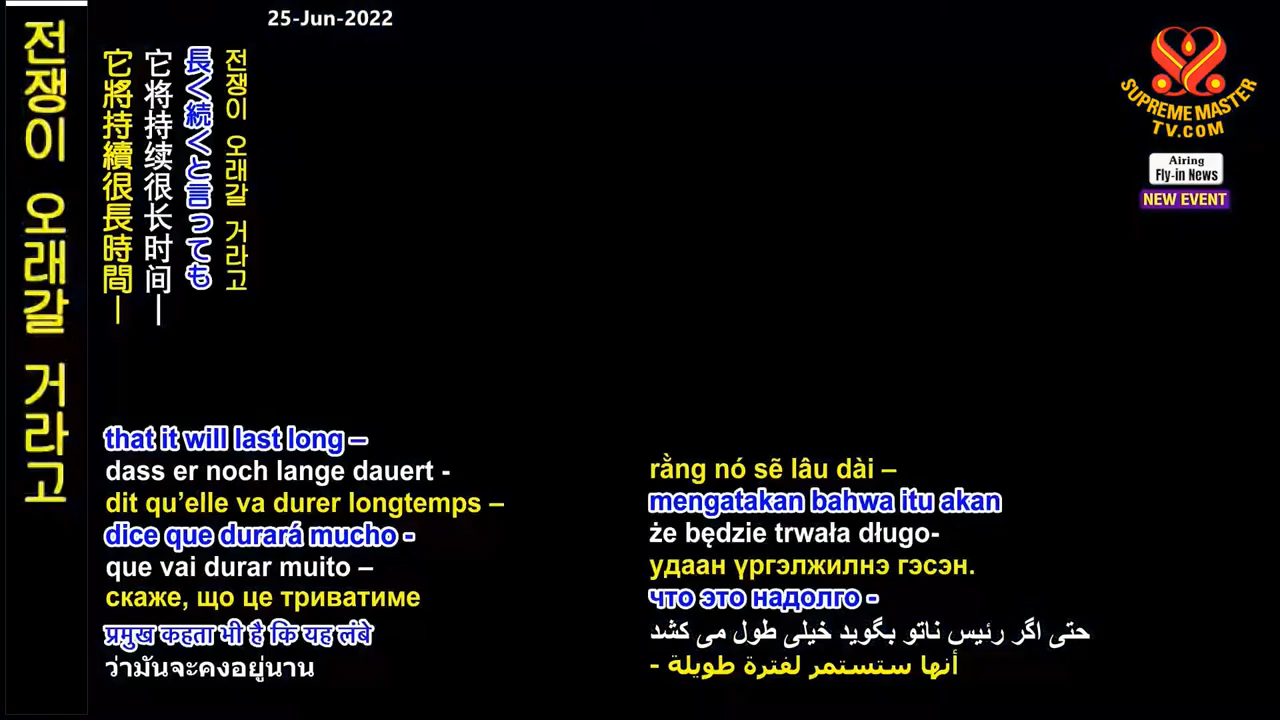 25-Jun-2022
전쟁이 오래갈 거라고
它將持續很長時間—
它将持续很长时间—
長く続くと言っても
전쟁이 오래갈 거라고
SUPREME MASTER
TV.COM
Airing
Fly-in News
NEW EVENT
that it will last long –
dass er noch lange dauert -
dit qu’elle va durer longtemps –
dice que durará mucho -
que vai durar muito –
скаже, що це триватиме
प्रमुख कहता भी है कि यह लंबे
ว่ามันจะคงอยู่นาน
rằng nó sẽ lâu dài –
mengatakan bahwa itu akan
że będzie trwała długo-
удаан үргэлжилнэ гэсэн.
что это надолго -
حتی اگر رئیس ناتو بگوید خیلی طول می کشد
أنها ستستمر لفترة طويلة -